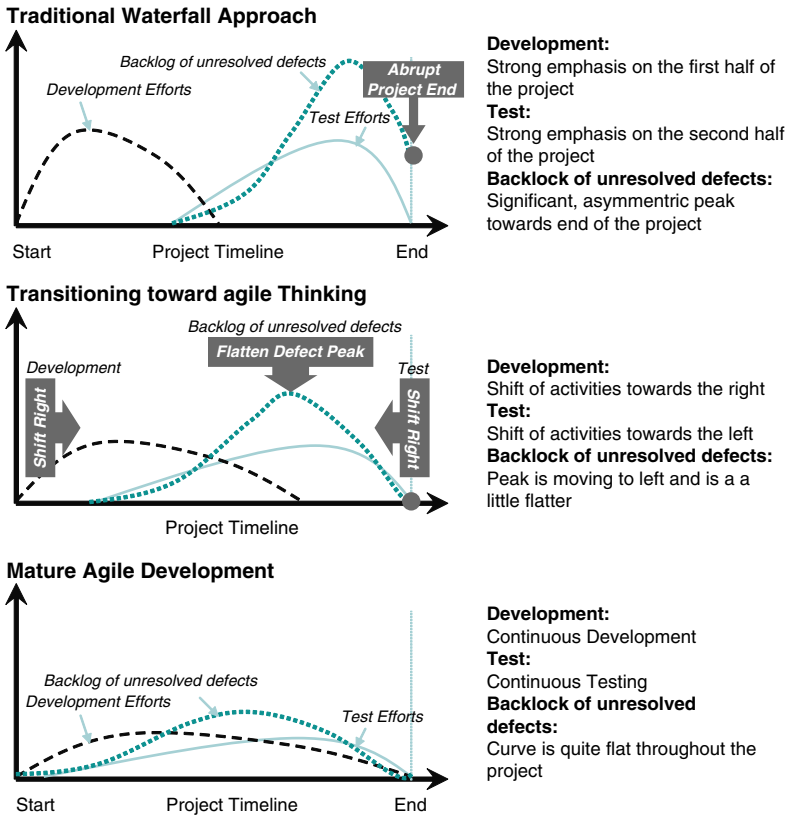 Traditional Waterfall Approach
Backlog of unresolved defects
Development Efforts
Abrupt
Project End
Test Efforts
Start
Project Timeline
End
Development:
Strong emphasis on the first half of
the project
Test:
Strong emphasis on the second half
of the project
Backlock of unresolved defects:
Significant, asymmetric peak
towards end of the project
Transitioning toward agile Thinking
Backlog of unresolved defects
Flatten Defect Peak
Development
Test
Shift Right
Shift Right
Project Timeline
Development:
Shift of activities towards the right
Test:
Shift of activities towards the left
Backlock of unresolved defects:
Peak is moving to left and is a a
little flatter
Mature Agile Development
Backlog of unresolved defects
Development Efforts
Test Efforts
Start
Project Timeline
End
Development:
Continuous Development
Test:
Continuous Testing
Backlock of unresolved
defects:
Curve is quite flat throughout the
project